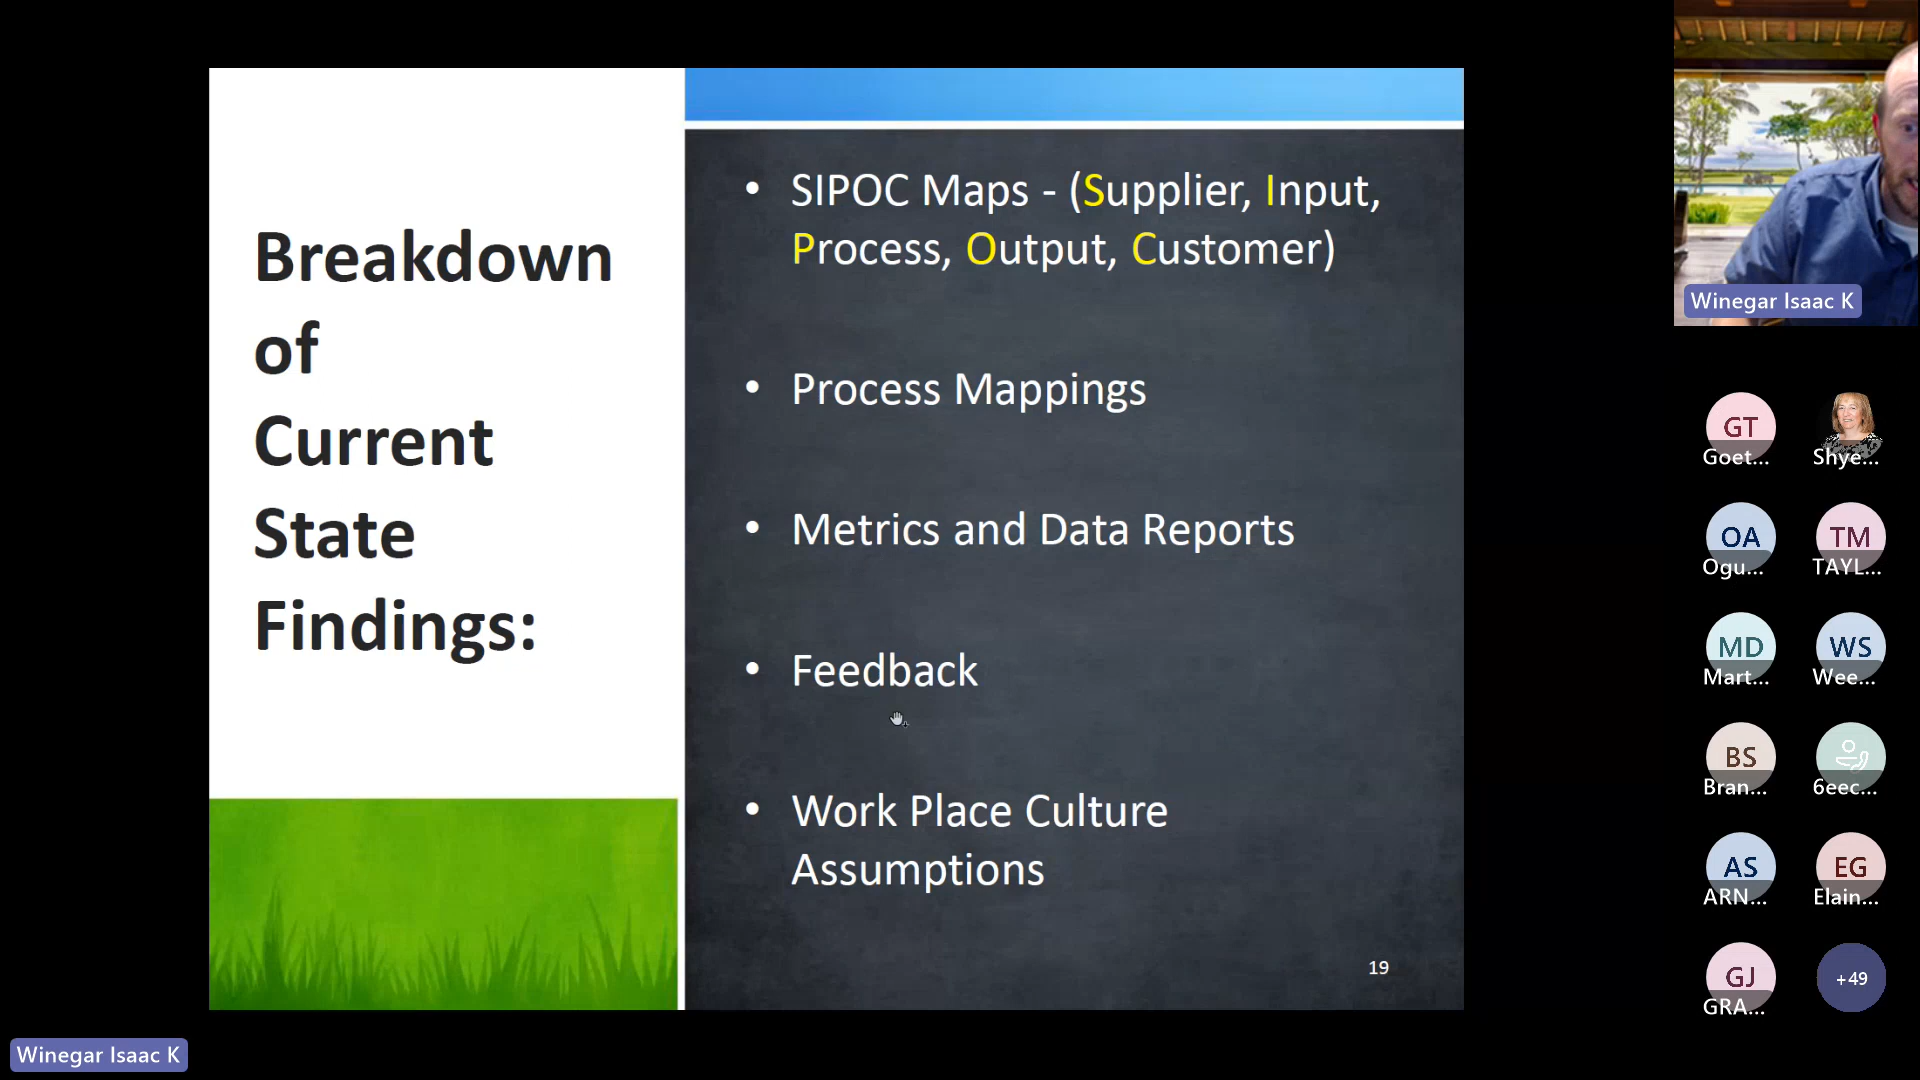 Breakdown
of
Current
State
Findings:
• SIPOC Maps - (Supplier, Input,
Process, Output, Customer)
• Process Mappings
• Metrics and Data Reports
• Feedback
• Work Place Culture
Assumptions
19
Winegar Isaac K
Winegar Isaac K
GT
Goet...
Shye...
OA
Ogu...
TM
TAYL...
MD
Mart...
WS
Wee...
BS
Bran...
6eec...
AS
ARN...
EG
Elain...
GJ
GRA...
+49